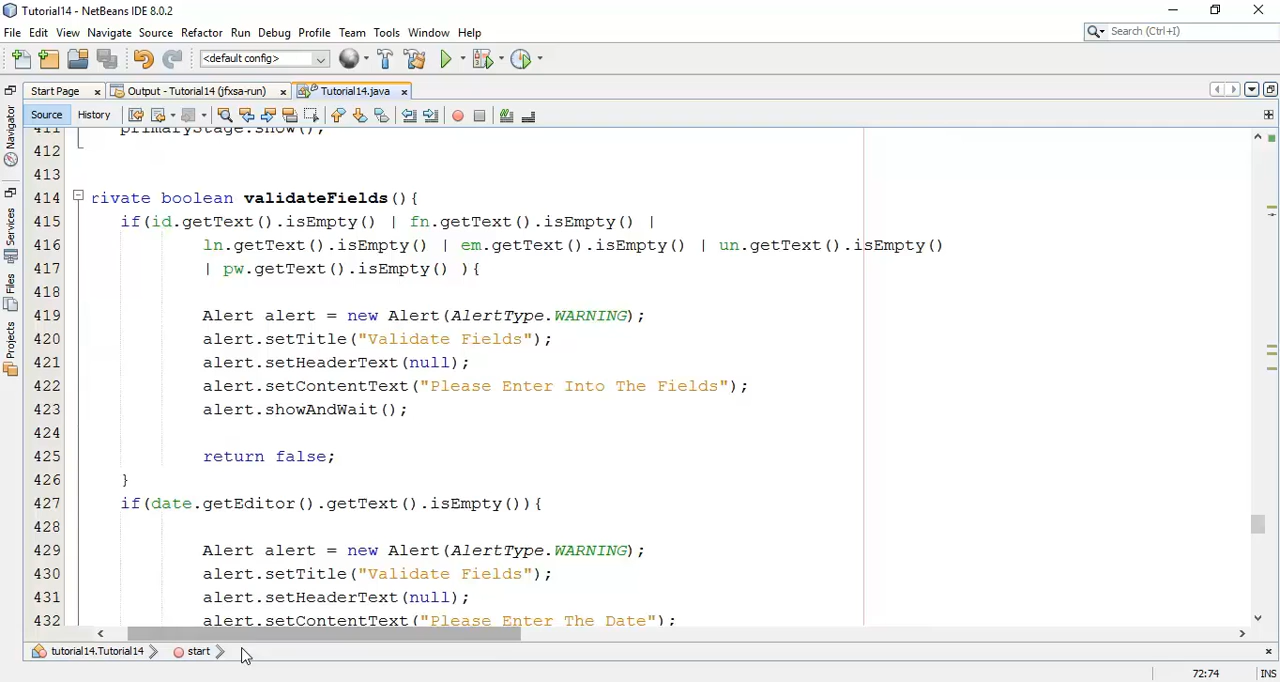 Tutorial14 - NetBeans IDE 8.0.2
File Edit View Navigate Source Refactor Run Debug Profile Team Tools Window Help
Search (Ctrl+I)
<default config>
Start Page x Output - Tutorial14 (jfxsa-run) x Tutorial14.java x
Source History
Navigator
Services
Files
Projects
411 primaryStage.show();
412
413
414 rivate boolean validateFields(){
415 if(id.getText().isEmpty() | fn.getText().isEmpty() |
416 ln.getText().isEmpty() | em.getText().isEmpty() | un.getText().isEmpty()
417 | pw.getText().isEmpty() ){
418
419 Alert alert = new Alert(AlertType.WARNING);
420 alert.setTitle("Validate Fields");
421 alert.setHeaderText(null);
422 alert.setContentText("Please Enter Into The Fields");
423 alert.showAndWait();
424
425 return false;
426 }
427 if(date.getEditor().getText().isEmpty()){
428
429 Alert alert = new Alert(AlertType.WARNING);
430 alert.setTitle("Validate Fields");
431 alert.setHeaderText(null);
432 alert.setContentText("Please Enter The Date");
tutorial14.Tutorial14 start
72:74 INS